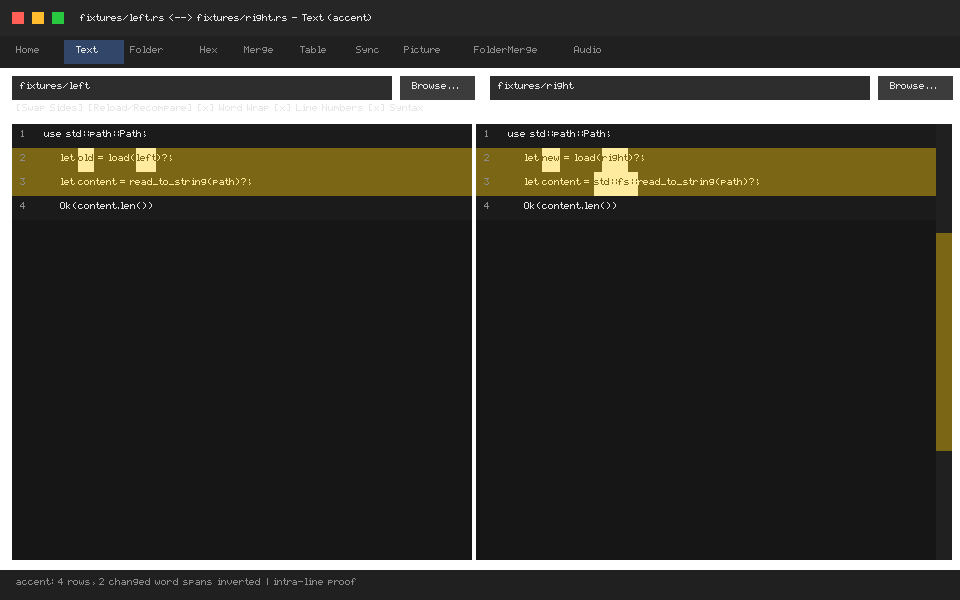 fixtures/left.rs <--> fixtures/right.rs - Text (accent)
Home Text Folder Hex Merge Table Sync Picture FolderMerge Audio
fixtures/left Browse... fixtures/right Browse...
[Swap Sides] [Reload/Recompare] [x] Word Wrap [x] Line Numbers [x] Syntax
1 use std::path::Path;
2 let old = load(left)?;
3 let content = read_to_string(path)?;
4 Ok(content.len())
1 use std::path::Path;
2 let new = load(right)?;
3 let content = std::fs::read_to_string(path)?;
4 Ok(content.len())
accent: 4 rows, 2 changed word spans inverted | intra-line proof